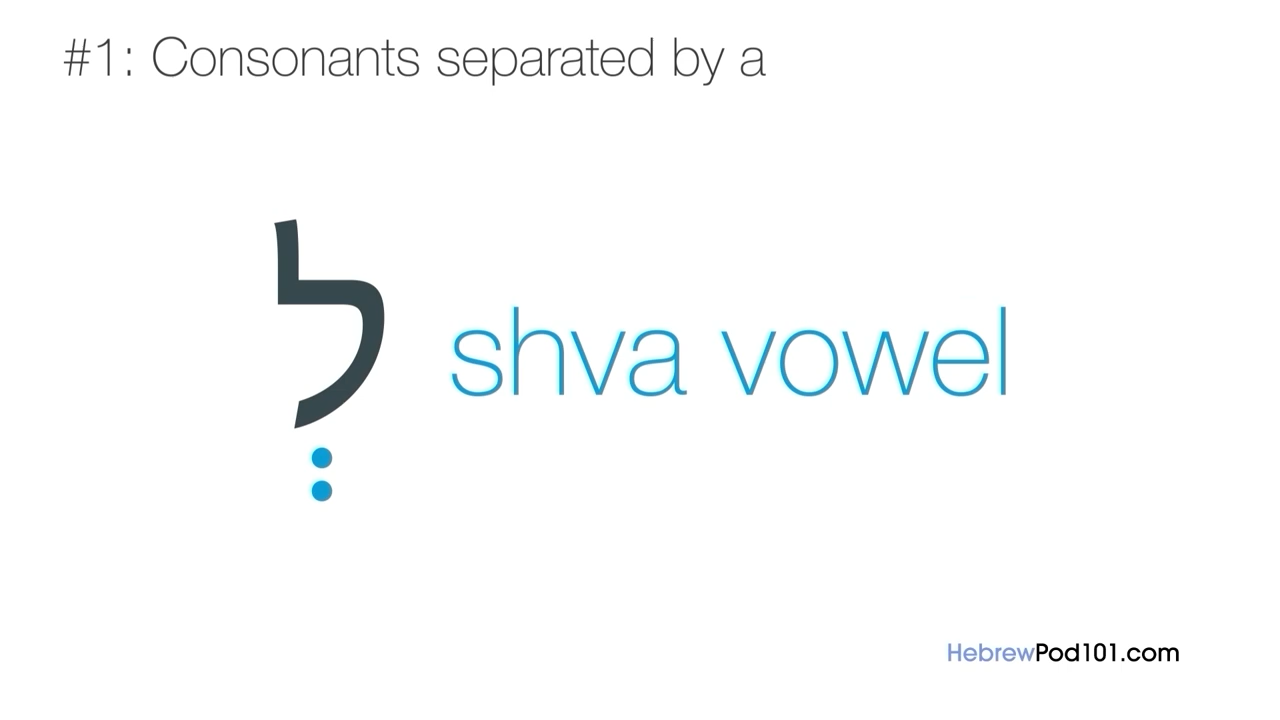 #1: Consonants separated by a
לְ shva vowel
HebrewPod101.com